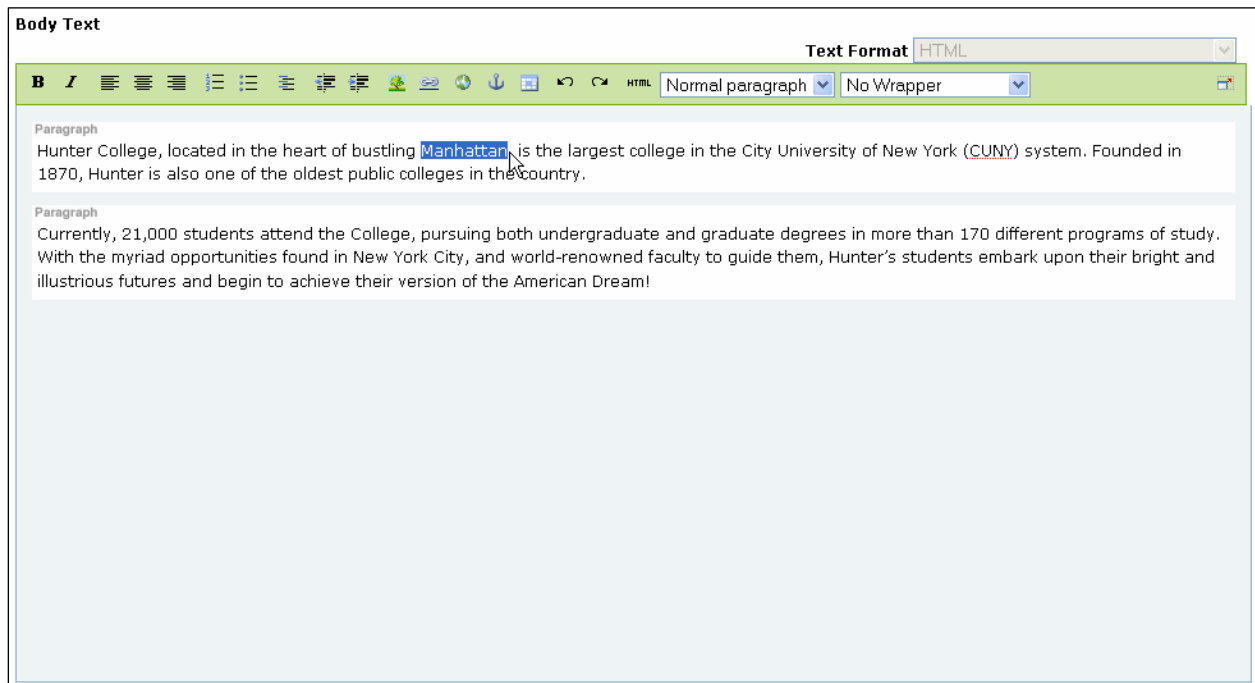 Body Text
Text Format HTML
B I HTML Normal paragraph No Wrapper
Paragraph
Hunter College, located in the heart of bustling Manhattan, is the largest college in the City University of New York (CUNY) system. Founded in
1870, Hunter is also one of the oldest public colleges in the country.
Paragraph
Currently, 21,000 students attend the College, pursuing both undergraduate and graduate degrees in more than 170 different programs of study.
With the myriad opportunities found in New York City, and world-renowned faculty to guide them, Hunter’s students embark upon their bright and
illustrious futures and begin to achieve their version of the American Dream!